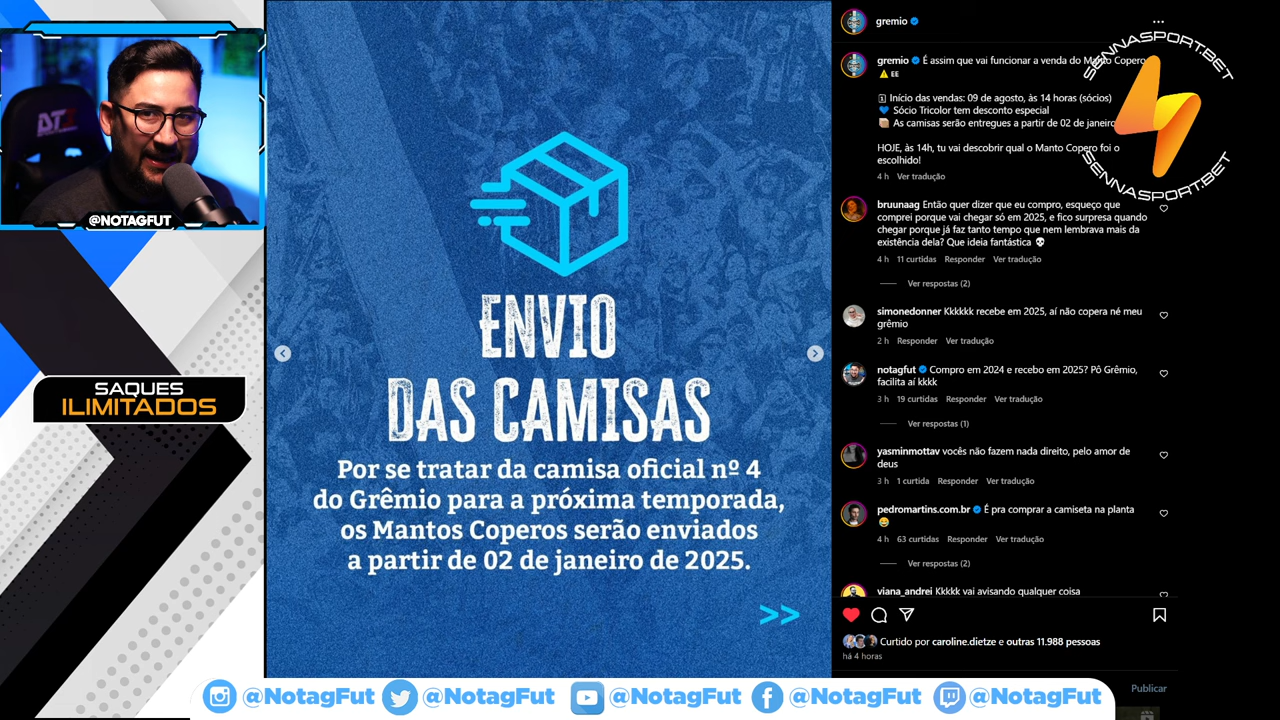 @NOTAGFUT
SAQUES
ILIMITADOS
ENVIO
DAS CAMISAS
Por se tratar da camisa oficial nº 4
do Grêmio para a próxima temporada,
os Mantos Coperos serão enviados
a partir de 02 de janeiro de 2025.
>>
gremio
gremio É assim que vai funcionar a venda do Manto Copero
🇪🇪
Início das vendas: 09 de agosto, às 14 horas (sócios)
💙 Sócio Tricolor tem desconto especial
📦 As camisas serão entregues a partir de 02 de janeiro
HOJE, às 14h, tu vai descobrir qual o Manto Copero foi o
escolhido!
4 h Ver tradução
bruunaag Então quer dizer que eu compro, esqueço que
comprei porque vai chegar só em 2025, e fico surpresa quando
chegar porque já faz tanto tempo que nem lembrava mais da
existência dela? Que ideia fantástica 💀
4 h 11 curtidas Responder Ver tradução
Ver respostas (2)
simonedonner Kkkkkk recebe em 2025, aí não copera né meu
grêmio
2 h Responder Ver tradução
notagfut Compro em 2024 e recebo em 2025? Pô Grêmio,
facilita aí kkkk
3 h 19 curtidas Responder Ver tradução
Ver respostas (1)
yasminmottav vocês não fazem nada direito, pelo amor de
deus
3 h 1 curtida Responder Ver tradução
pedromartins.com.br É pra comprar a camiseta na planta
😂
4 h 63 curtidas Responder Ver tradução
Ver respostas (2)
viana_andrei Kkkkk vai avisando qualquer coisa
Curtido por caroline.dietze e outras 11.988 pessoas
há 4 horas
Publicar
SENNASPORT.BET
SENNASPORT.BET
@NotagFut @NotagFut @NotagFut @NotagFut @NotagFut